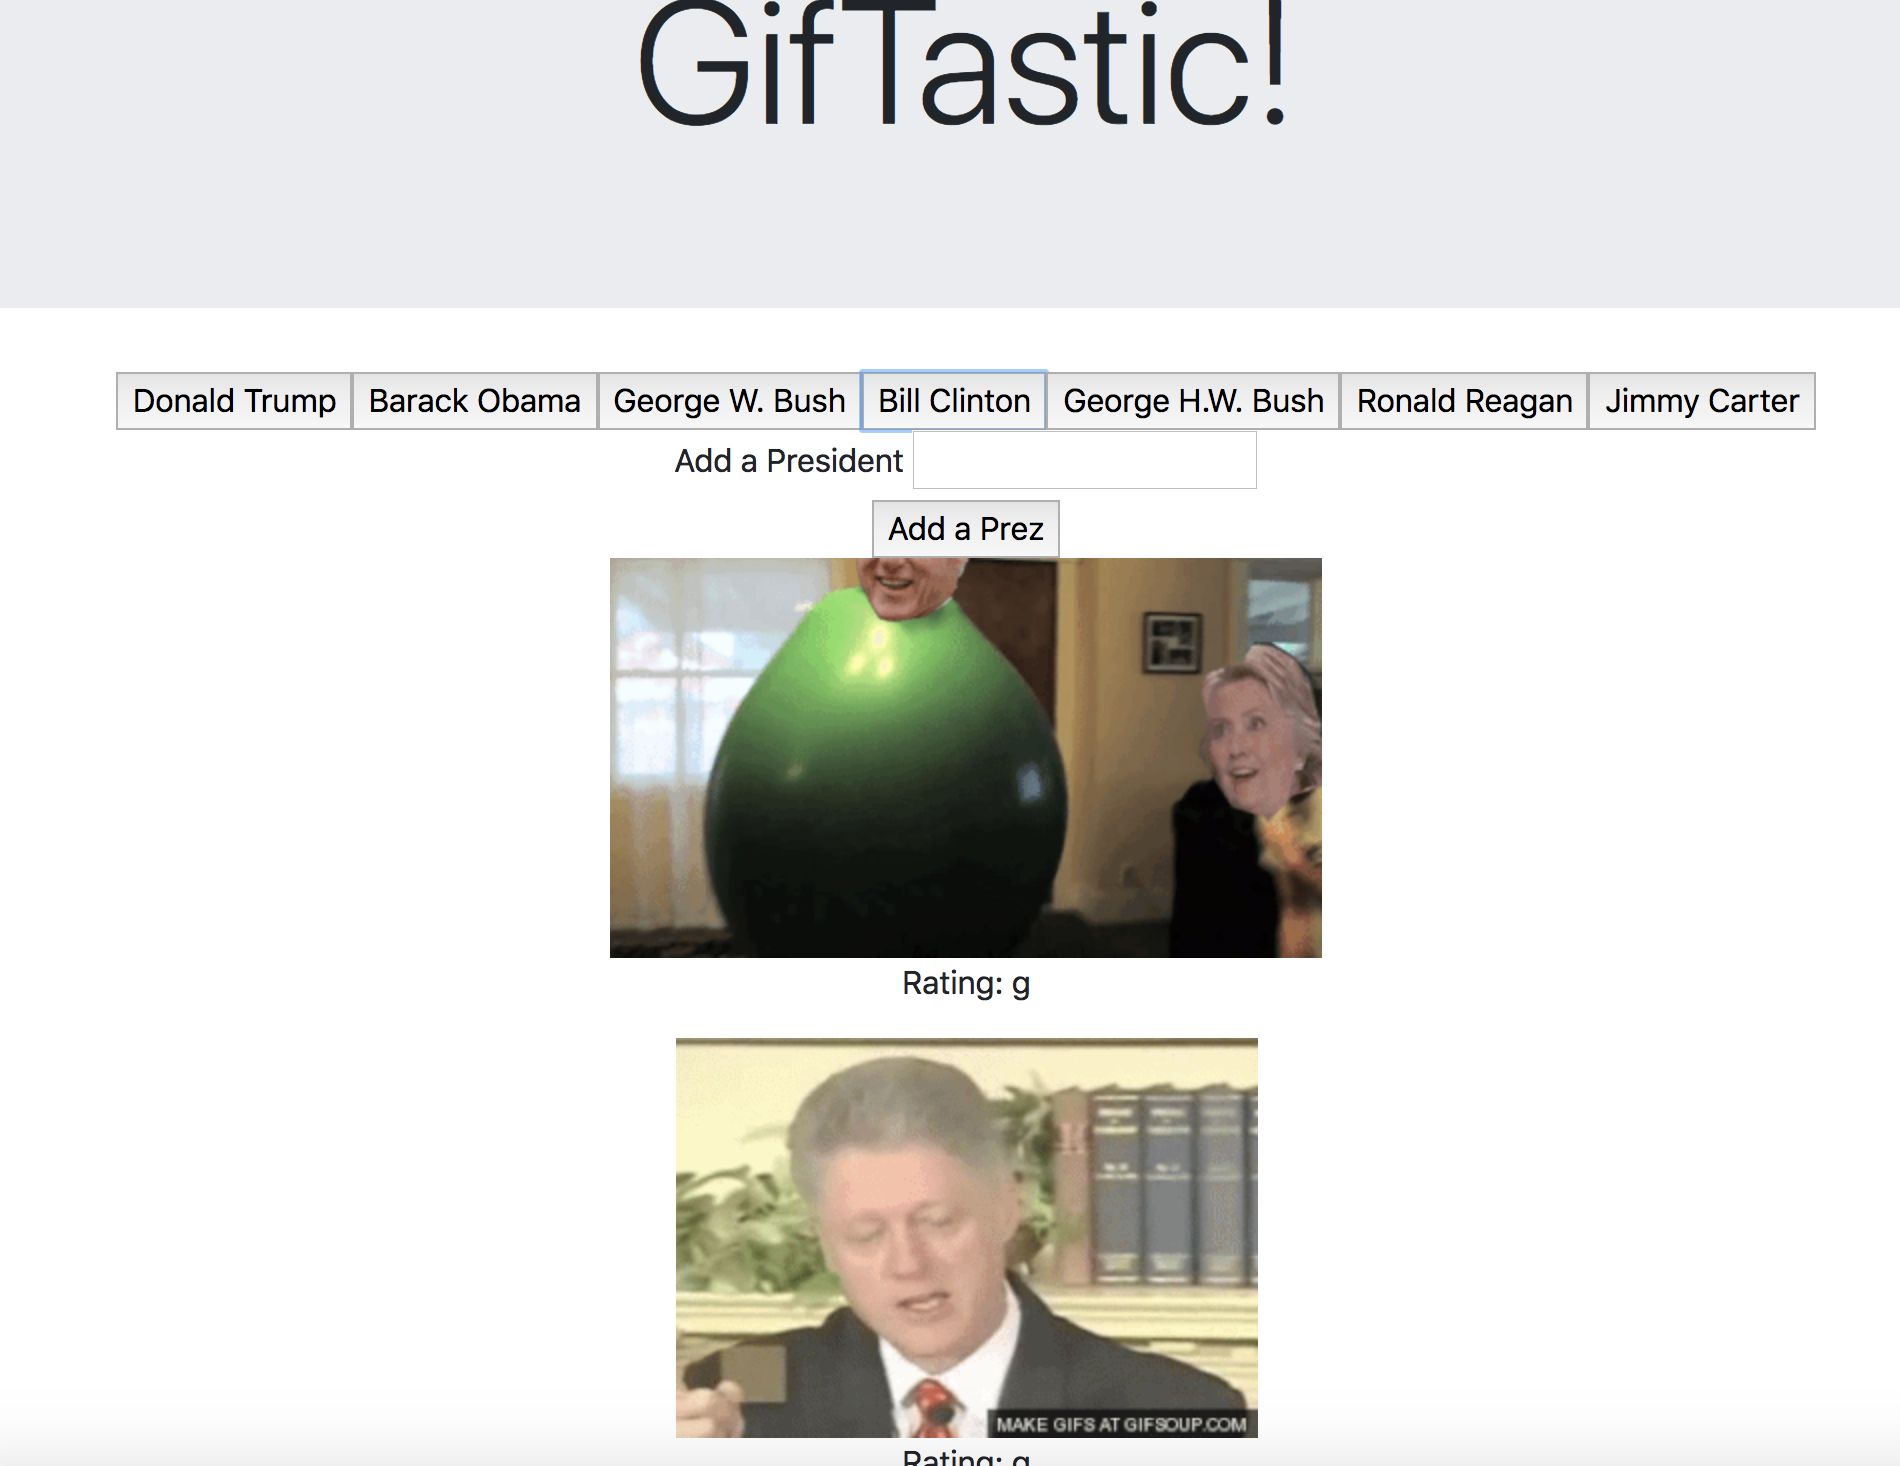 GifTastic!
Donald Trump Barack Obama George W. Bush Bill Clinton George H.W. Bush Ronald Reagan Jimmy Carter
Add a President
Add a Prez
Rating: g
MAKE GIFS AT GIFSOUP.COM
Rating: g